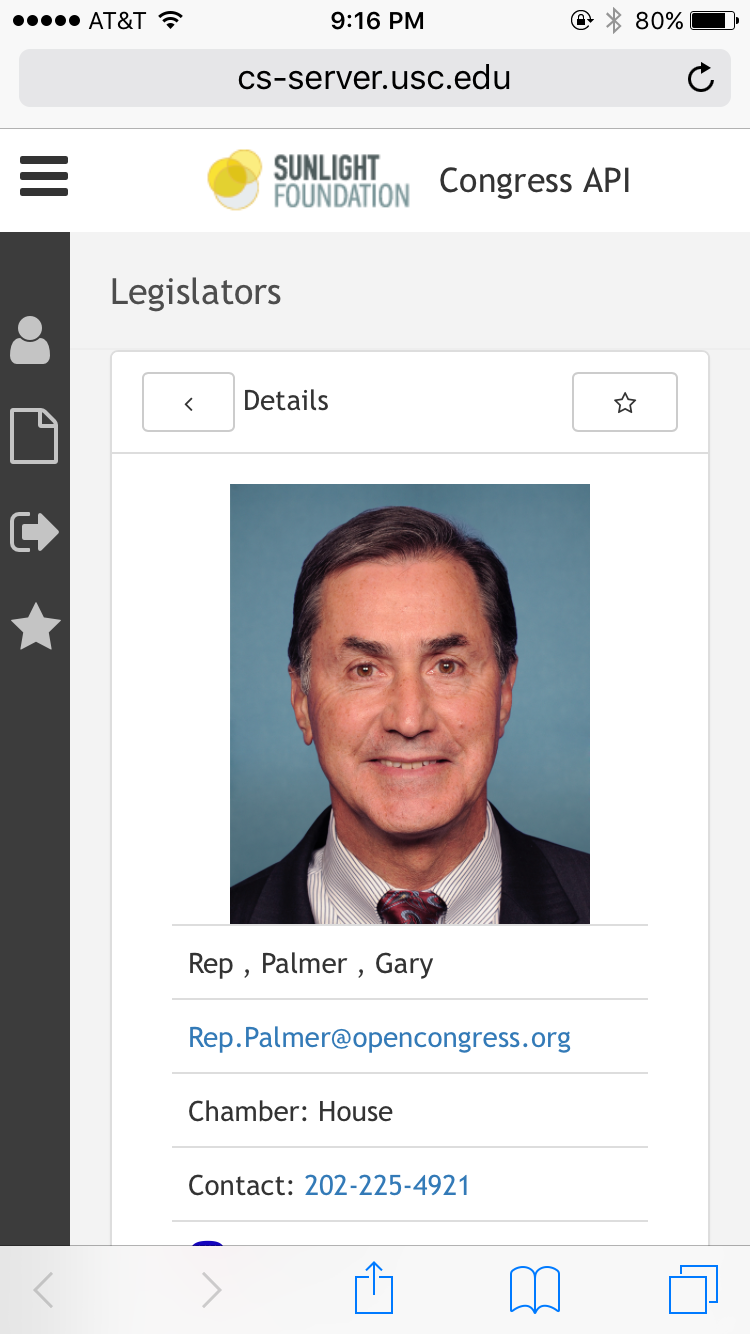 AT&T 9:16 PM 80%
cs-server.usc.edu
SUNLIGHT
FOUNDATION
Congress API
Legislators
Details
Rep , Palmer , Gary
Rep.Palmer@opencongress.org
Chamber: House
Contact: 202-225-4921